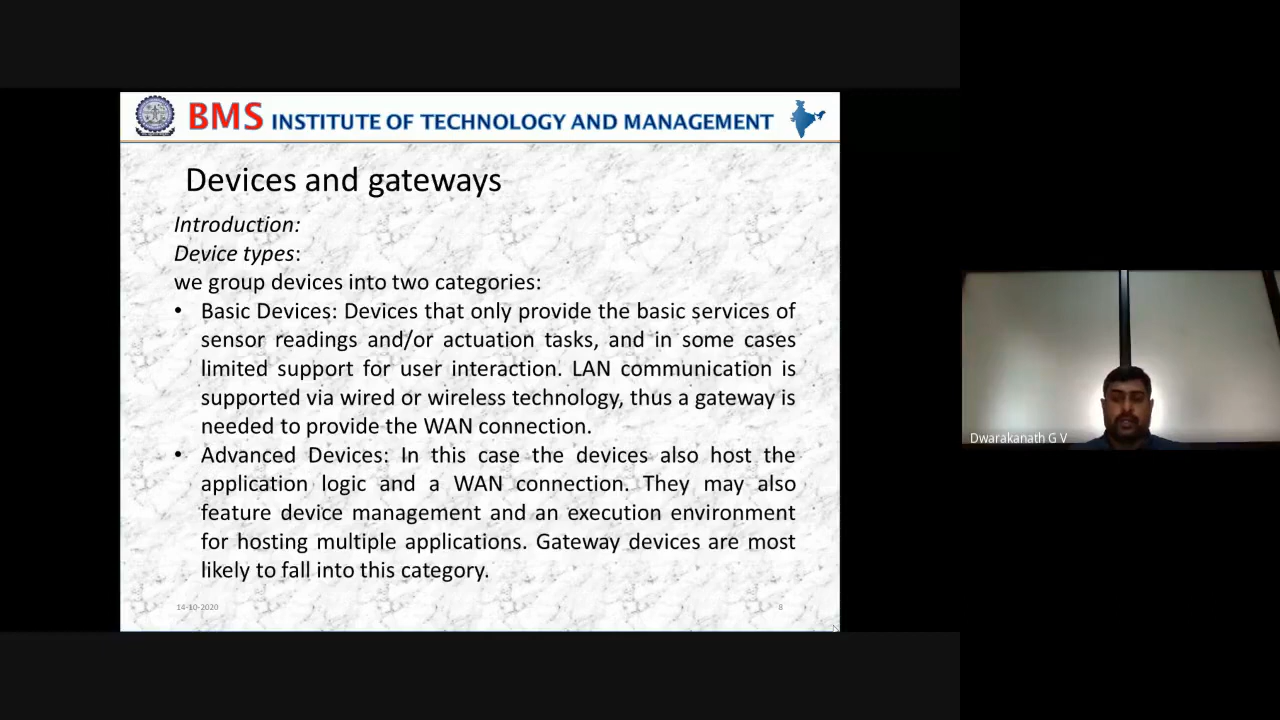 BMS INSTITUTE OF TECHNOLOGY AND MANAGEMENT
Devices and gateways
Introduction:
Device types:
we group devices into two categories:
• Basic Devices: Devices that only provide the basic services of
sensor readings and/or actuation tasks, and in some cases
limited support for user interaction. LAN communication is
supported via wired or wireless technology, thus a gateway is
needed to provide the WAN connection.
• Advanced Devices: In this case the devices also host the
application logic and a WAN connection. They may also
feature device management and an execution environment
for hosting multiple applications. Gateway devices are most
likely to fall into this category.
14-10-2020
8
Dwarakanath G V